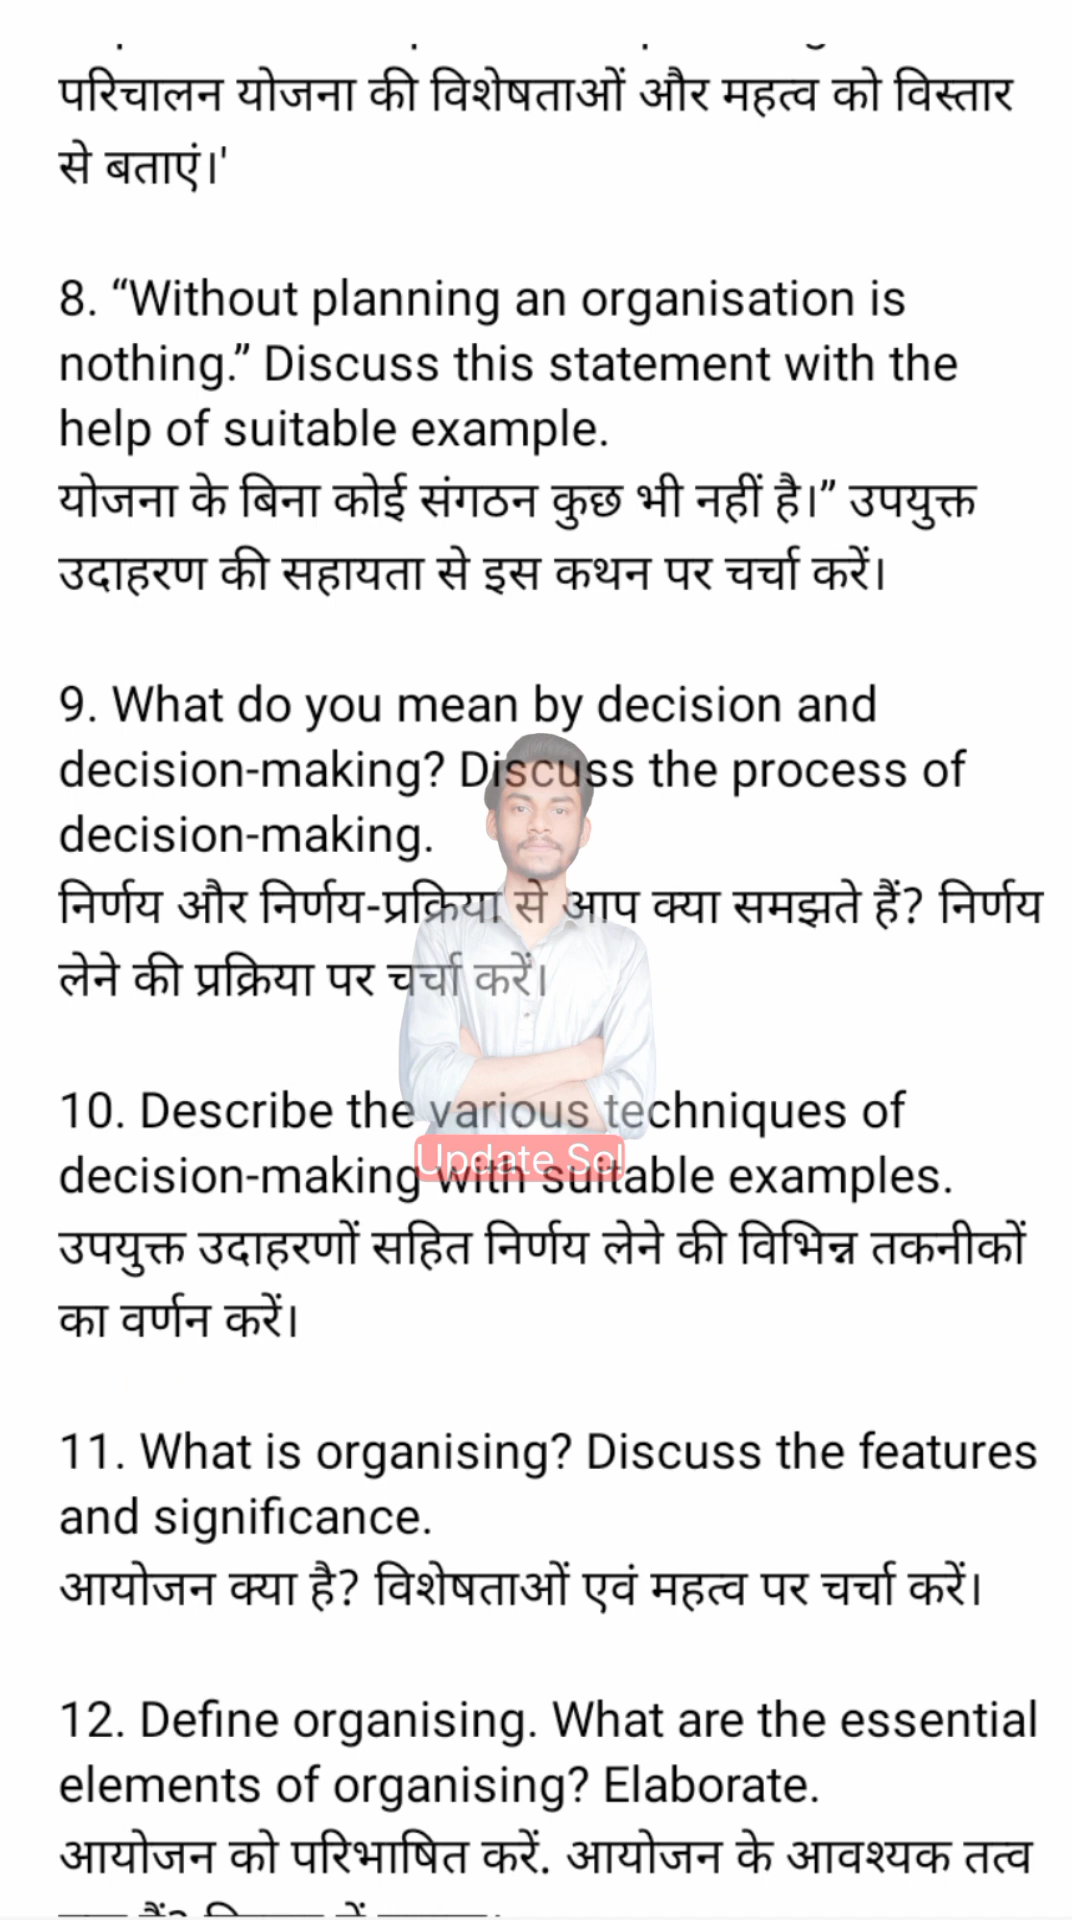 परिचालन योजना की विशेषताओं और महत्व को विस्तार
से बताएं।'
8. “Without planning an organisation is
nothing.” Discuss this statement with the
help of suitable example.
योजना के बिना कोई संगठन कुछ भी नहीं है।” उपयुक्त
उदाहरण की सहायता से इस कथन पर चर्चा करें।
9. What do you mean by decision and
decision-making? Discuss the process of
decision-making.
निर्णय और निर्णय-प्रक्रिया से आप क्या समझते हैं? निर्णय
लेने की प्रक्रिया पर चर्चा करें।
10. Describe the various techniques of
decision-making with suitable examples.
Update Sol
उपयुक्त उदाहरणों सहित निर्णय लेने की विभिन्न तकनीकों
का वर्णन करें।
11. What is organising? Discuss the features
and significance.
आयोजन क्या है? विशेषताओं एवं महत्व पर चर्चा करें।
12. Define organising. What are the essential
elements of organising? Elaborate.
आयोजन को परिभाषित करें. आयोजन के आवश्यक तत्व